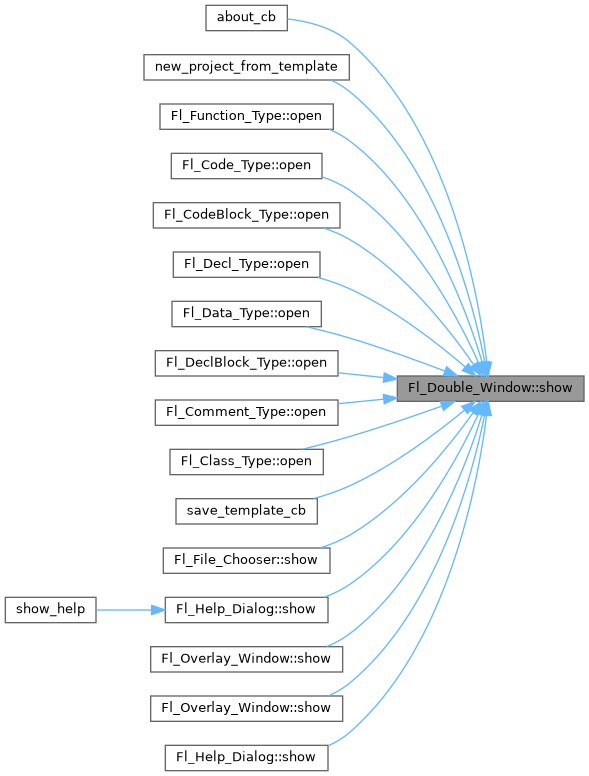 about_cb
new_project_from_template
Fl_Function_Type::open
Fl_Code_Type::open
Fl_CodeBlock_Type::open
Fl_Decl_Type::open
Fl_Data_Type::open
Fl_DeclBlock_Type::open
Fl_Double_Window::show
Fl_Comment_Type::open
Fl_Class_Type::open
save_template_cb
Fl_File_Chooser::show
show_help
Fl_Help_Dialog::show
Fl_Overlay_Window::show
Fl_Overlay_Window::show
Fl_Help_Dialog::show